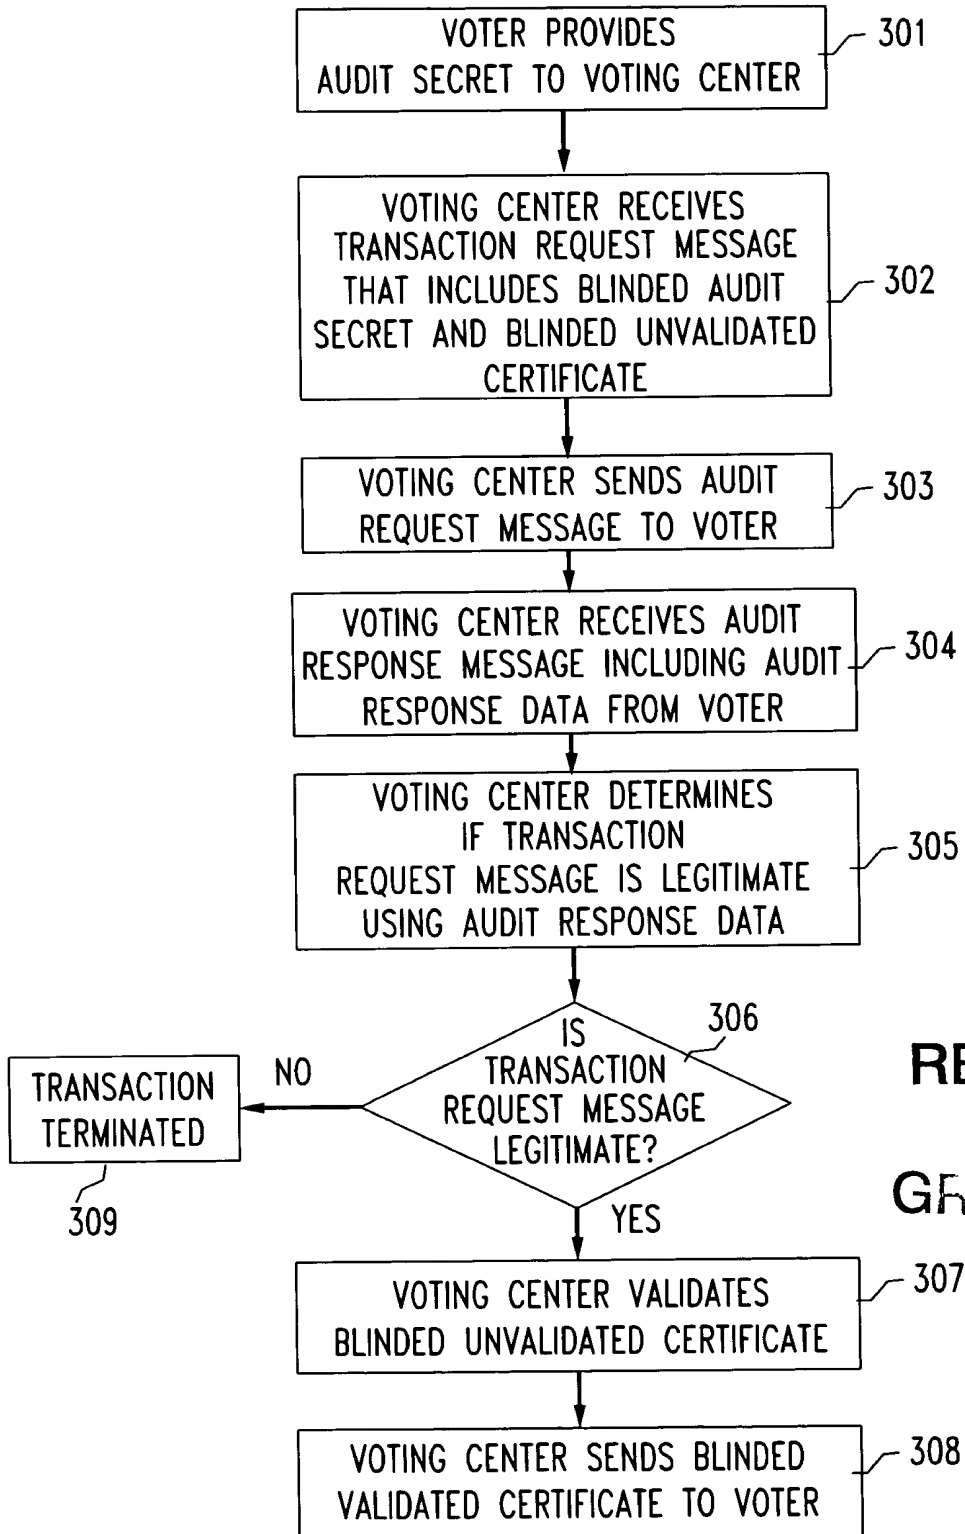 VOTER PROVIDES
AUDIT SECRET TO VOTING CENTER
301
VOTING CENTER RECEIVES
TRANSACTION REQUEST MESSAGE
THAT INCLUDES BLINDED AUDIT
SECRET AND BLINDED UNVALIDATED
CERTIFICATE
302
VOTING CENTER SENDS AUDIT
REQUEST MESSAGE TO VOTER
303
VOTING CENTER RECEIVES AUDIT
RESPONSE MESSAGE INCLUDING AUDIT
RESPONSE DATA FROM VOTER
304
VOTING CENTER DETERMINES
IF TRANSACTION
REQUEST MESSAGE IS LEGITIMATE
USING AUDIT RESPONSE DATA
305
IS
TRANSACTION
REQUEST MESSAGE
LEGITIMATE?
306
NO
TRANSACTION
TERMINATED
309
YES
VOTING CENTER VALIDATES
BLINDED UNVALIDATED CERTIFICATE
307
VOTING CENTER SENDS BLINDED
VALIDATED CERTIFICATE TO VOTER
308